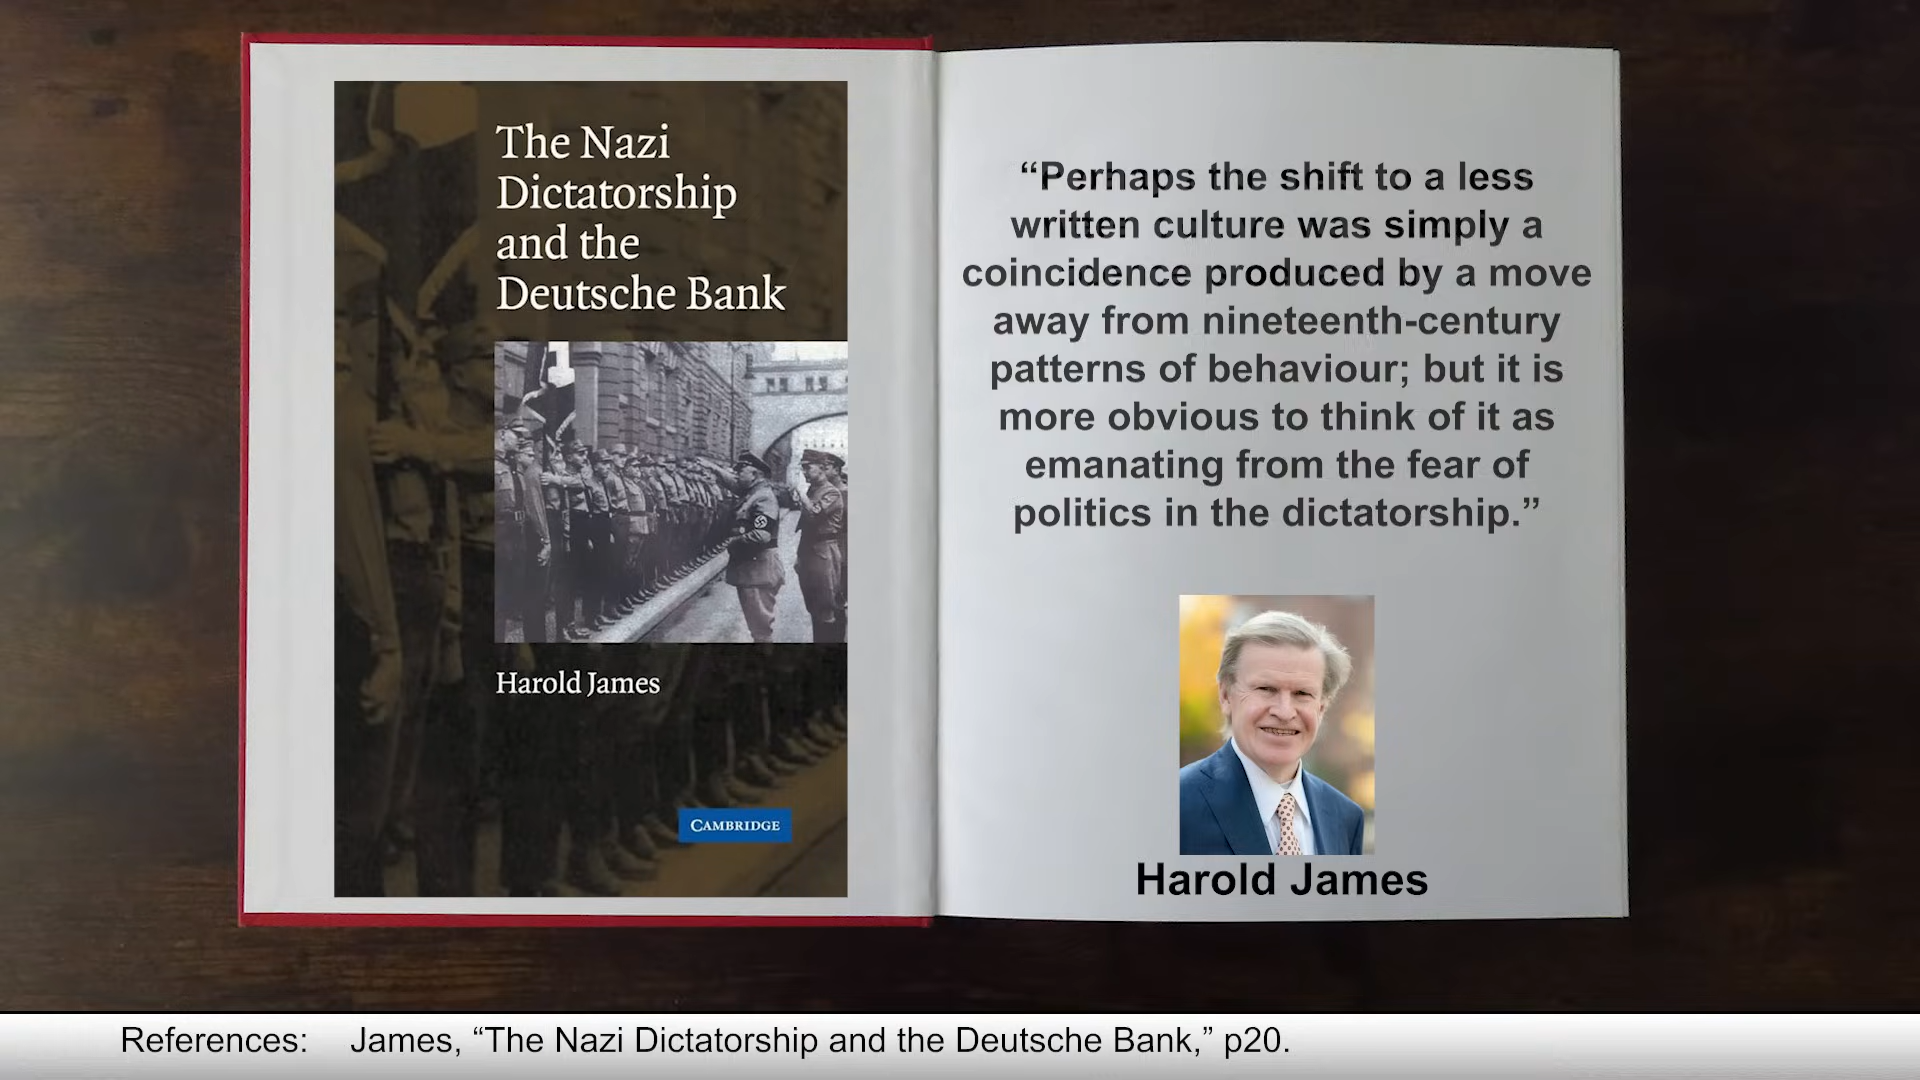 The Nazi
Dictatorship
and the
Deutsche Bank
Harold James
CAMBRIDGE
“Perhaps the shift to a less
written culture was simply a
coincidence produced by a move
away from nineteenth-century
patterns of behaviour; but it is
more obvious to think of it as
emanating from the fear of
politics in the dictatorship.”
Harold James
References: James, “The Nazi Dictatorship and the Deutsche Bank,” p20.